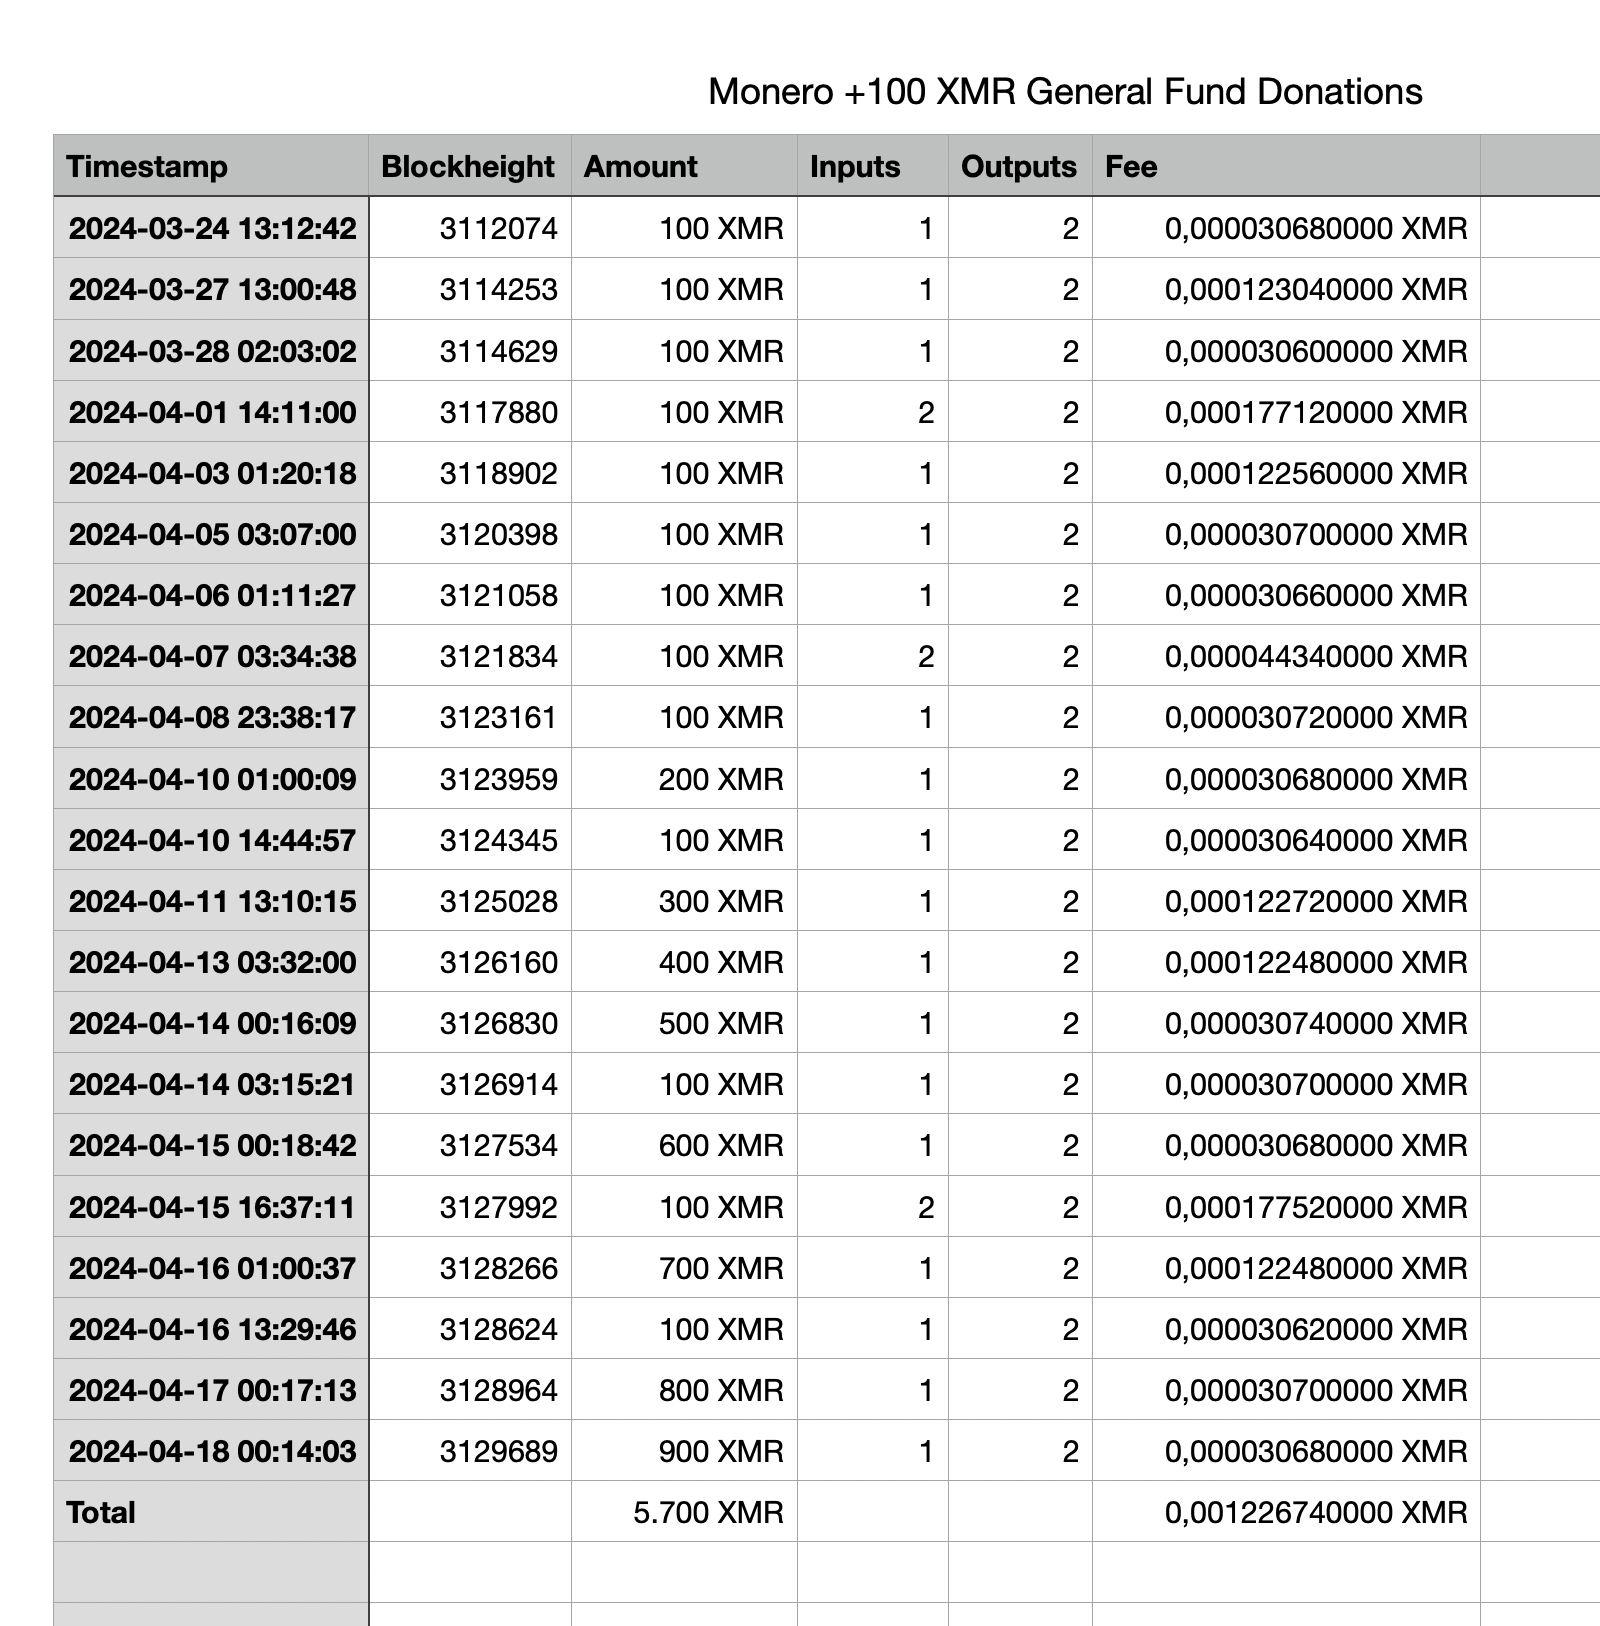 Monero +100 XMR General Fund Donations
Timestamp Blockheight Amount Inputs Outputs Fee
2024-03-24 13:12:42 3112074 100 XMR 1 2 0,000030680000 XMR
2024-03-27 13:00:48 3114253 100 XMR 1 2 0,000123040000 XMR
2024-03-28 02:03:02 3114629 100 XMR 1 2 0,000030600000 XMR
2024-04-01 14:11:00 3117880 100 XMR 2 2 0,000177120000 XMR
2024-04-03 01:20:18 3118902 100 XMR 1 2 0,000122560000 XMR
2024-04-05 03:07:00 3120398 100 XMR 1 2 0,000030700000 XMR
2024-04-06 01:11:27 3121058 100 XMR 1 2 0,000030660000 XMR
2024-04-07 03:34:38 3121834 100 XMR 2 2 0,000044340000 XMR
2024-04-08 23:38:17 3123161 100 XMR 1 2 0,000030720000 XMR
2024-04-10 01:00:09 3123959 200 XMR 1 2 0,000030680000 XMR
2024-04-10 14:44:57 3124345 100 XMR 1 2 0,000030640000 XMR
2024-04-11 13:10:15 3125028 300 XMR 1 2 0,000122720000 XMR
2024-04-13 03:32:00 3126160 400 XMR 1 2 0,000122480000 XMR
2024-04-14 00:16:09 3126830 500 XMR 1 2 0,000030740000 XMR
2024-04-14 03:15:21 3126914 100 XMR 1 2 0,000030700000 XMR
2024-04-15 00:18:42 3127534 600 XMR 1 2 0,000030680000 XMR
2024-04-15 16:37:11 3127992 100 XMR 2 2 0,000177520000 XMR
2024-04-16 01:00:37 3128266 700 XMR 1 2 0,000122480000 XMR
2024-04-16 13:29:46 3128624 100 XMR 1 2 0,000030620000 XMR
2024-04-17 00:17:13 3128964 800 XMR 1 2 0,000030700000 XMR
2024-04-18 00:14:03 3129689 900 XMR 1 2 0,000030680000 XMR
Total 5.700 XMR 0,001226740000 XMR